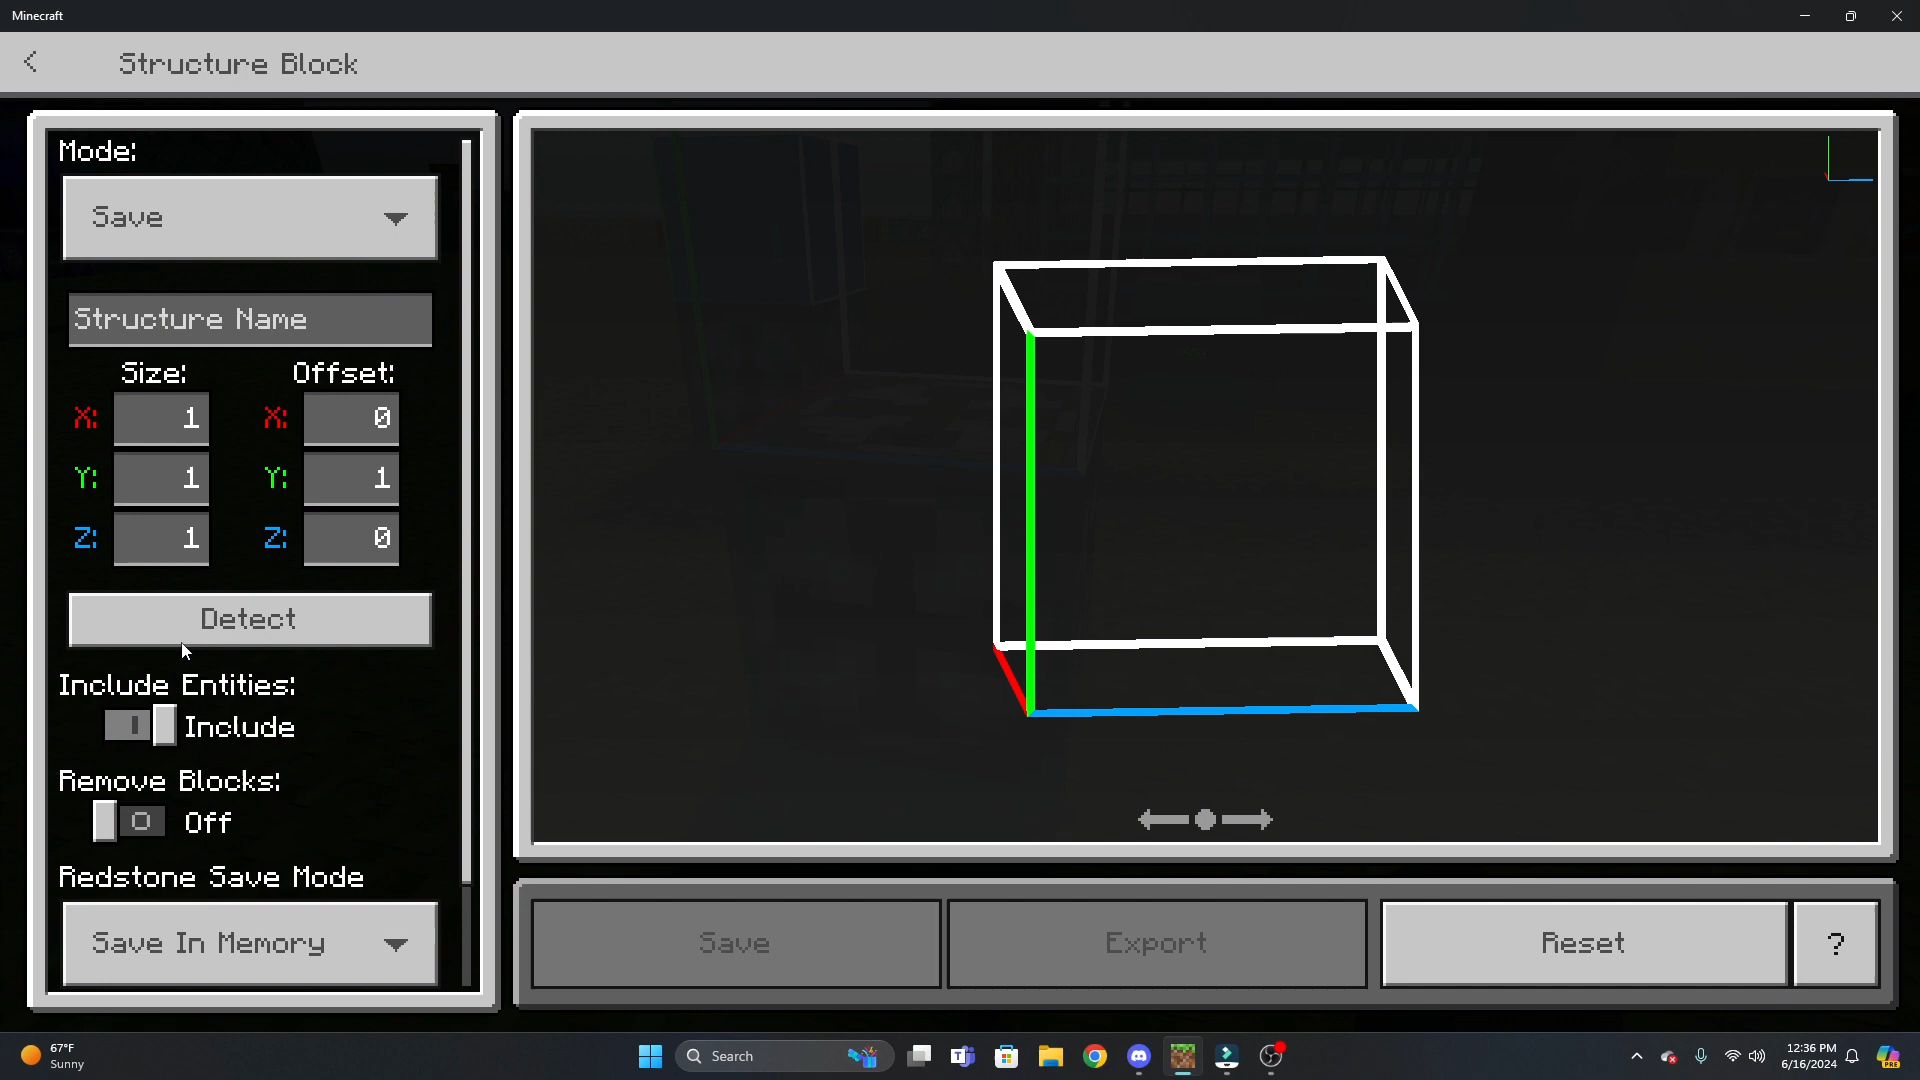 Minecraft
Structure Block
Mode:
Save
Structure Name
Size: Offset:
X: 1 X: 0
Y: 1 Y: 1
Z: 1 Z: 0
Detect
Include Entities:
Include
Remove Blocks:
Off
Redstone Save Mode
Save In Memory
Save Export Reset ?
67°F
Sunny
Search
12:36 PM
6/16/2024
PRE